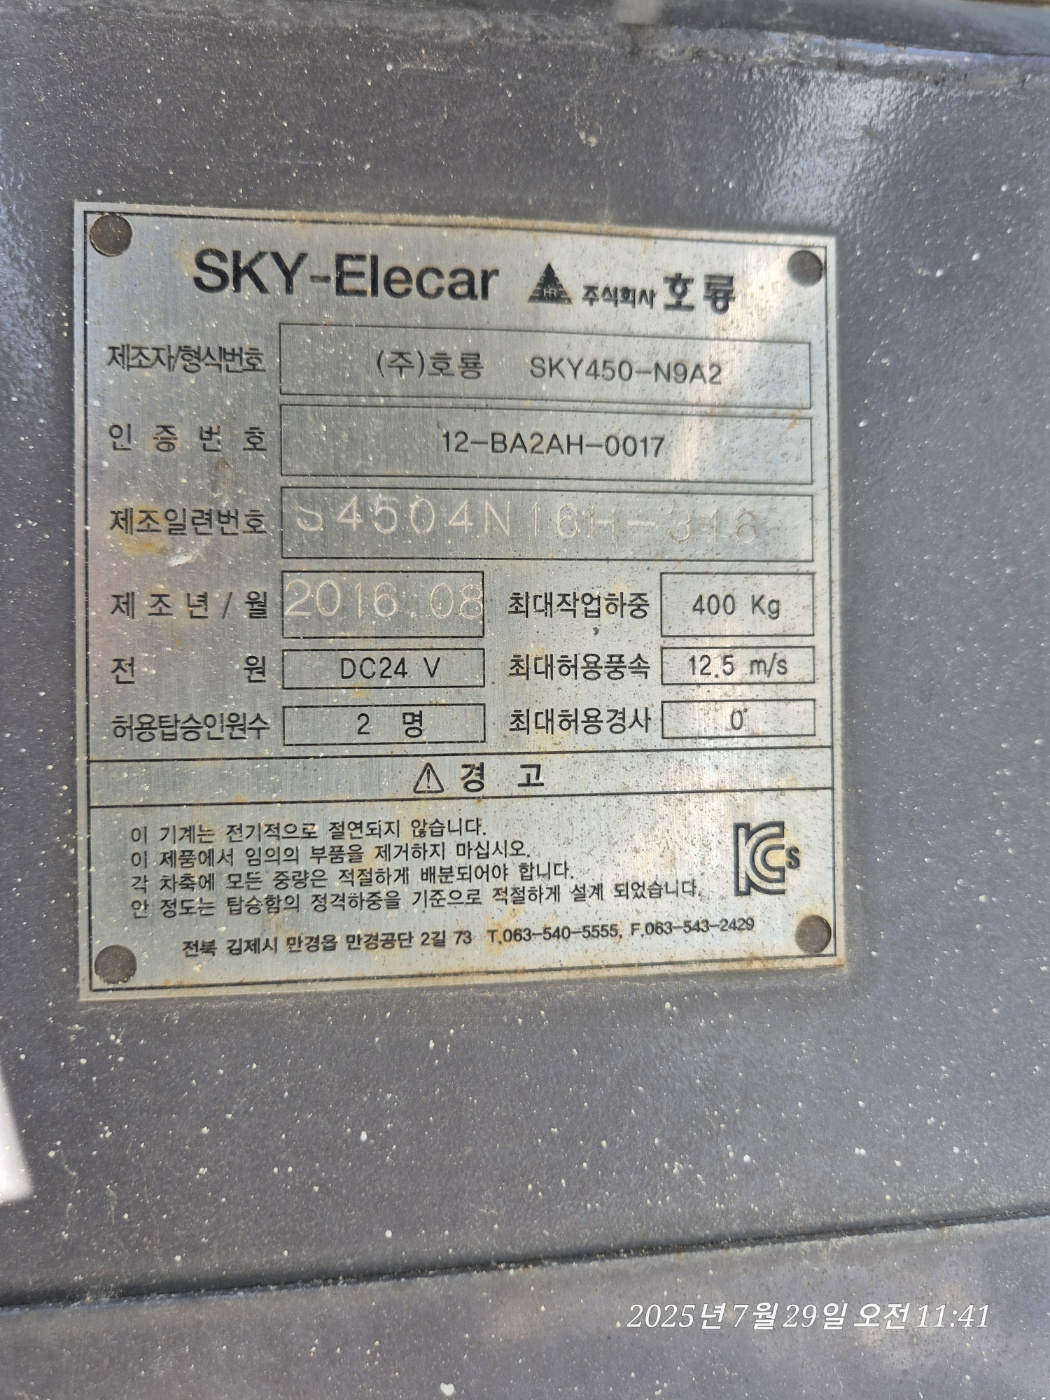 SKY-Elecar 주식회사 호룡
제조자/형식번호 (주)호룡 SKY450-N9A2
인증번호 12-BA2AH-0017
제조일련번호 S4504N16H-346
제조년/월 2016.08 최대작업하중 400 Kg
전원 DC24 V 최대허용풍속 12.5 m/s
허용탑승인원수 2 명 최대허용경사 0°
⚠ 경 고
이 기계는 전기적으로 절연되지 않습니다.
이 제품에서 임의의 부품을 제거하지 마십시오.
각 차축에 모든 중량은 적절하게 배분되어야 합니다.
안 정도는 탑승함의 정격하중을 기준으로 적절하게 설계 되었습니다.
KCs
전북 김제시 만경읍 만경공단 2길 73 T.063-540-5555, F.063-543-2429
2025년 7월 29일 오전 11:41